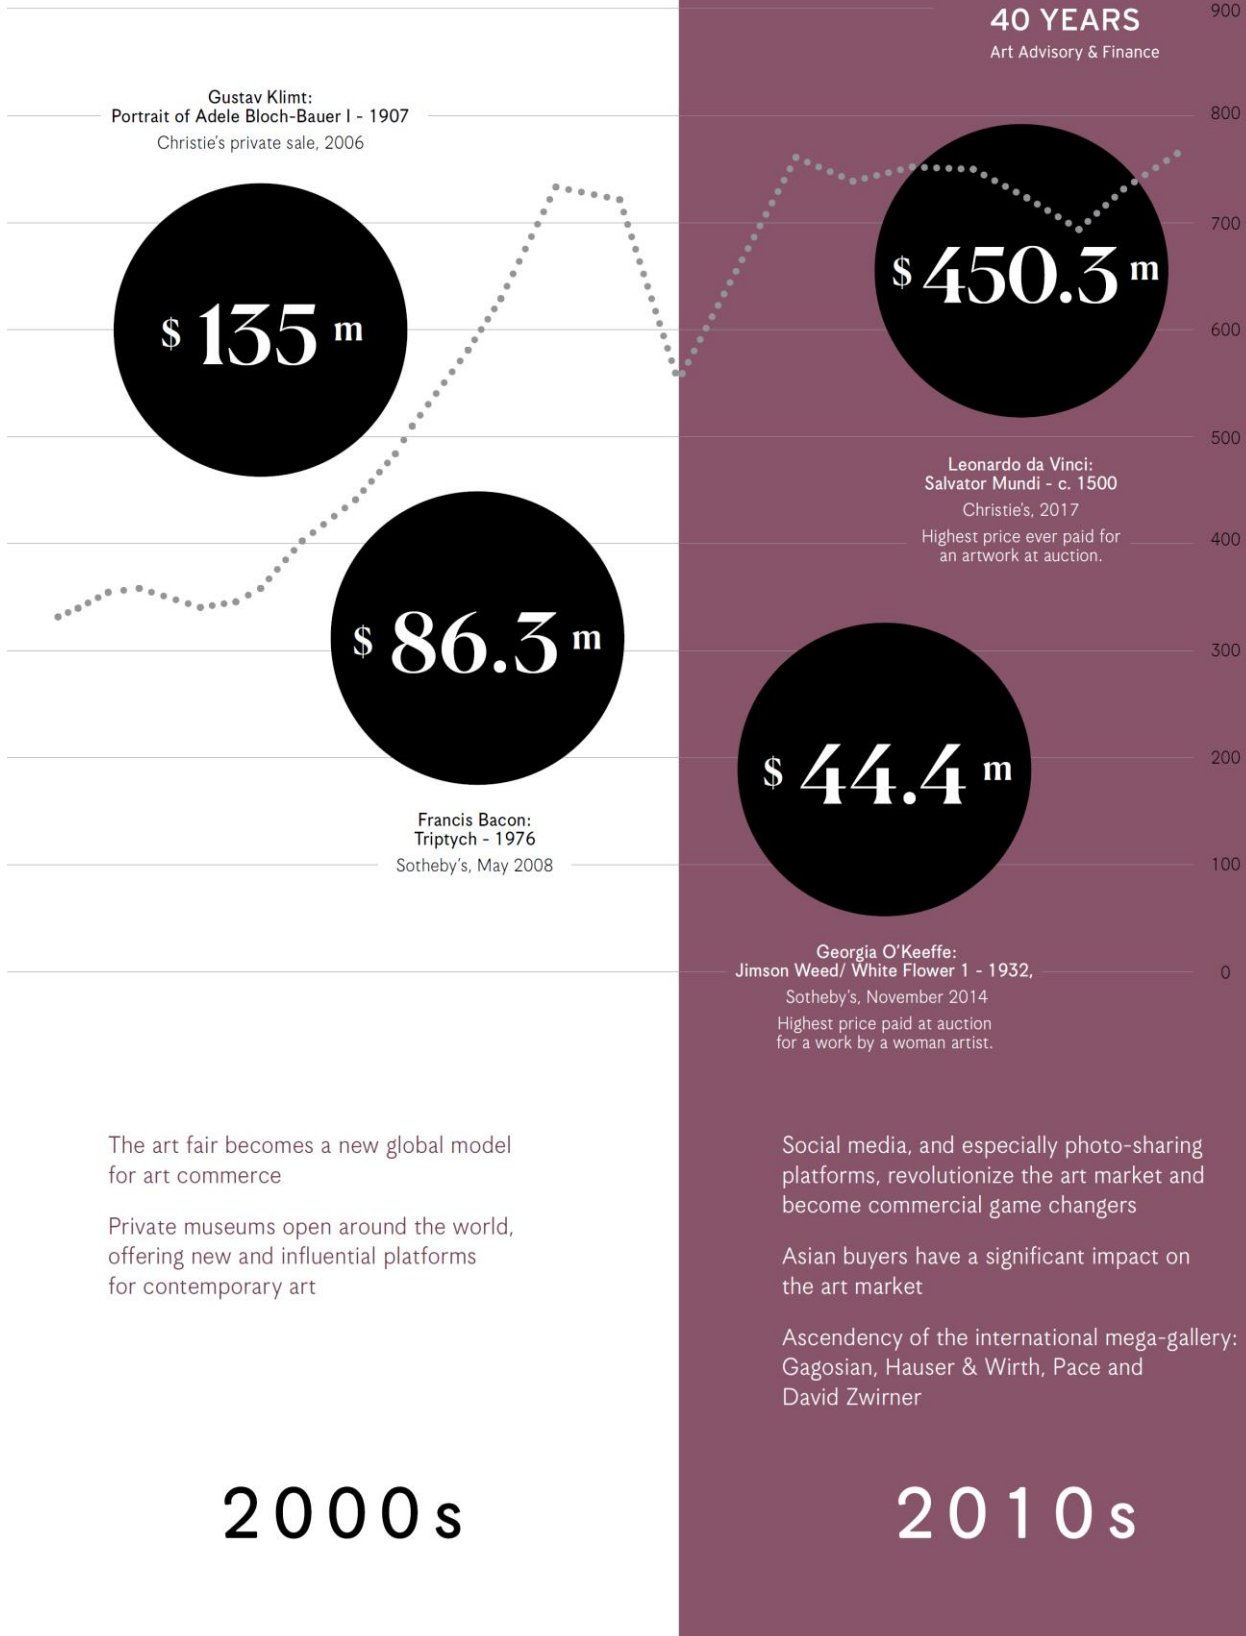 40 YEARS
Art Advisory & Finance
Gustav Klimt:
Portrait of Adele Bloch-Bauer I - 1907
Christie's private sale, 2006
$ 135 m
$ 86.3 m
Francis Bacon:
Triptych - 1976
Sotheby's, May 2008
$ 450.3 m
Leonardo da Vinci:
Salvator Mundi - c. 1500
Christie's, 2017
Highest price ever paid for
an artwork at auction.
$ 44.4 m
Georgia O'Keeffe:
Jimson Weed/ White Flower 1 - 1932,
Sotheby's, November 2014
Highest price paid at auction
for a work by a woman artist.
900
800
700
600
500
400
300
200
100
0
The art fair becomes a new global model
for art commerce
Private museums open around the world,
offering new and influential platforms
for contemporary art
2000s
Social media, and especially photo-sharing
platforms, revolutionize the art market and
become commercial game changers
Asian buyers have a significant impact on
the art market
Ascendency of the international mega-gallery:
Gagosian, Hauser & Wirth, Pace and
David Zwirner
2010s